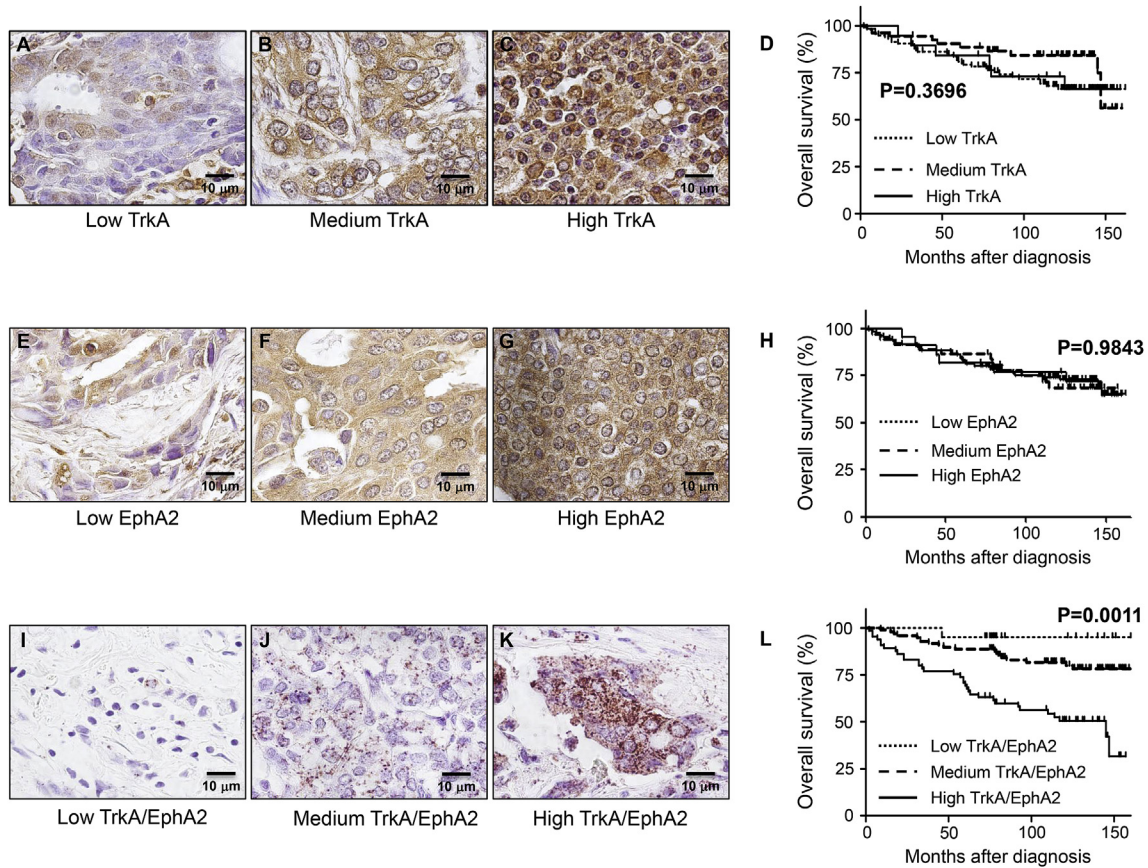 A
10 μm
Low TrkA
B
10 μm
Medium TrkA
C
10 μm
High TrkA
D
Overall survival (%)
100
75
50
25
0
P=0.3696
Low TrkA
Medium TrkA
High TrkA
0
50
100
150
Months after diagnosis
E
10 μm
Low EphA2
F
10 μm
Medium EphA2
G
10 μm
High EphA2
H
Overall survival (%)
100
75
50
25
0
P=0.9843
Low EphA2
Medium EphA2
High EphA2
0
50
100
150
Months after diagnosis
I
10 μm
Low TrkA/EphA2
J
10 μm
Medium TrkA/EphA2
K
10 μm
High TrkA/EphA2
L
Overall survival (%)
100
75
50
25
0
P=0.0011
Low TrkA/EphA2
Medium TrkA/EphA2
High TrkA/EphA2
0
50
100
150
Months after diagnosis